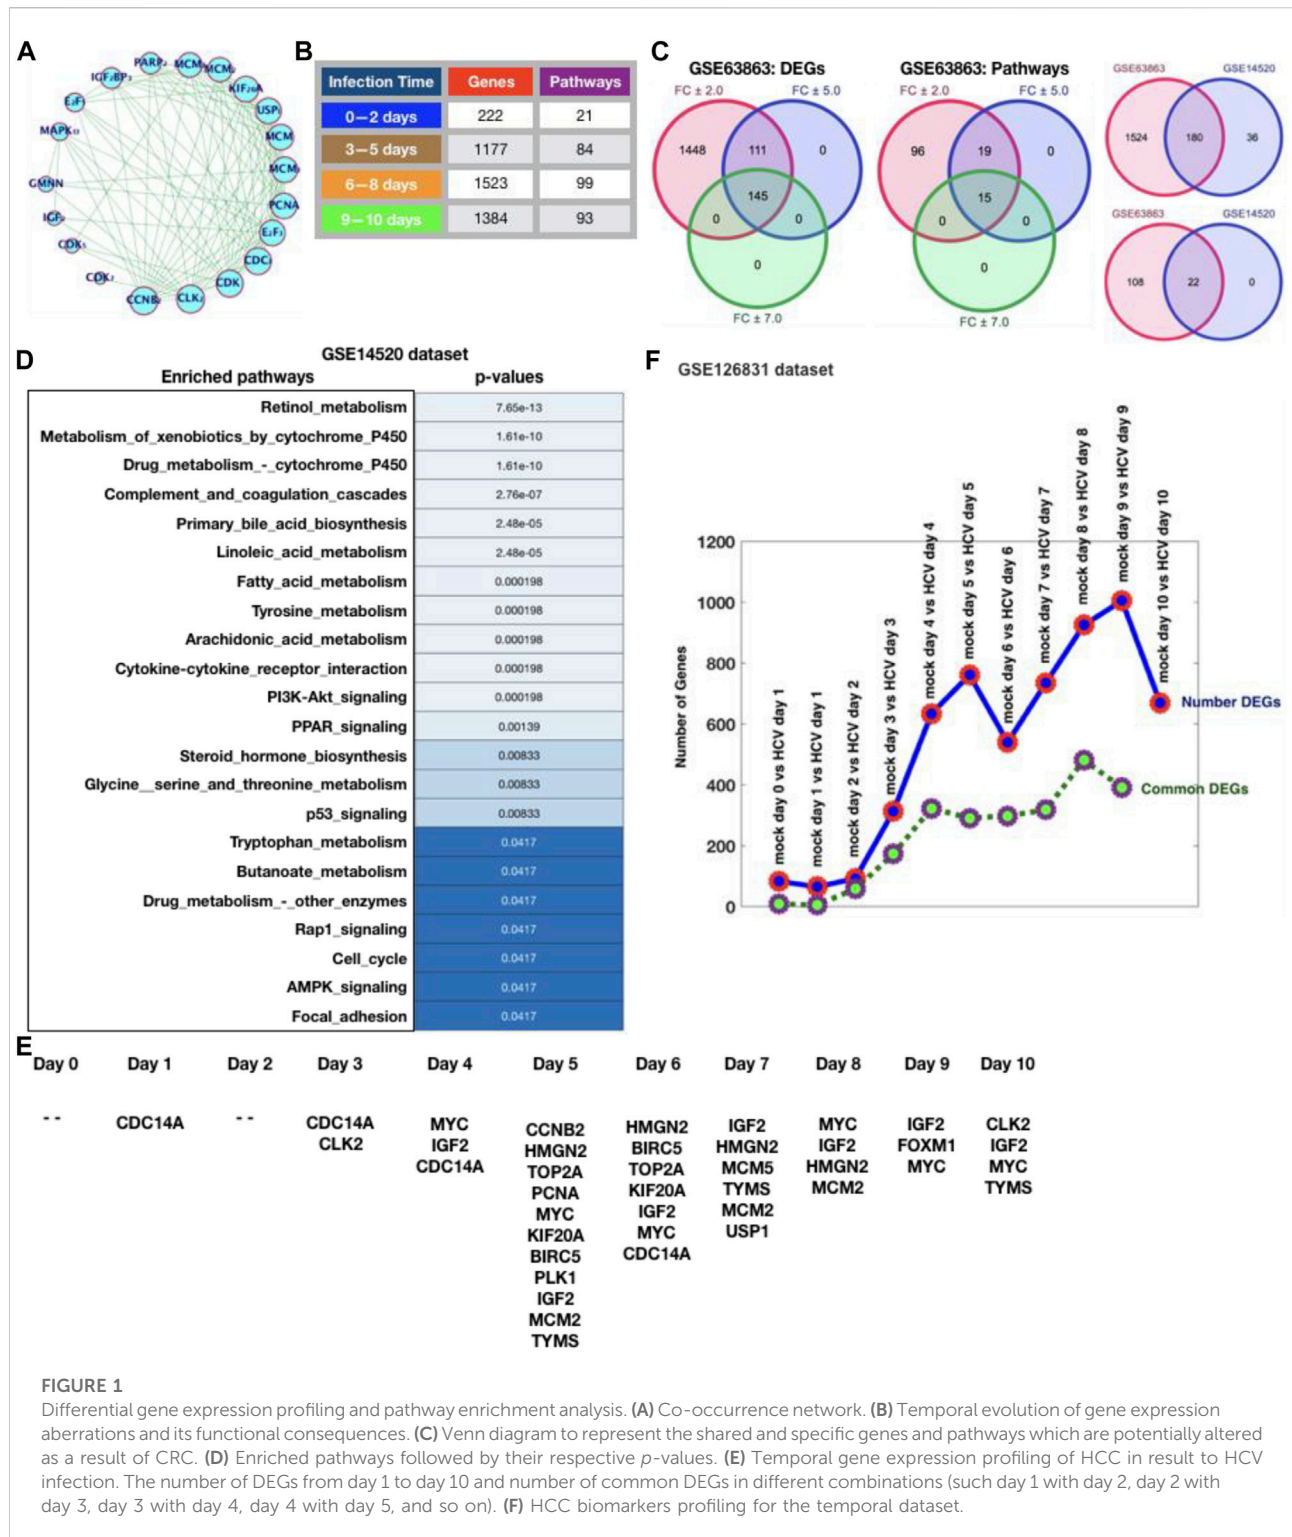 A
PARP₂
MCM
MCM₂
IGF₂BP₃
KIF₂₀A
E₂F
USP₁
MAPK₁₃
MCM
GMNN
MCM
PCNA
IGF₂
E₂F₁
CDK₅
CDC
CDK₂
CDK
CCNB₂
CLK₂
B
Infection Time Genes Pathways
0—2 days 222 21
3—5 days 1177 84
6—8 days 1523 99
9—10 days 1384 93
C
GSE63863: DEGs
FC ± 2.0 FC ± 5.0
1448 111 0
145
0 0
0
FC ± 7.0
GSE63863: Pathways
FC ± 2.0 FC ± 5.0
96 19 0
15
0 0
0
FC ± 7.0
GSE63863 GSE14520
1524 180 36
GSE63863 GSE14520
108 22 0
D
GSE14520 dataset
Enriched pathways p-values
Retinol_metabolism 7.65e-13
Metabolism_of_xenobiotics_by_cytochrome_P450 1.61e-10
Drug_metabolism_-_cytochrome_P450 1.61e-10
Complement_and_coagulation_cascades 2.76e-07
Primary_bile_acid_biosynthesis 2.48e-05
Linoleic_acid_metabolism 2.48e-05
Fatty_acid_metabolism 0.000198
Tyrosine_metabolism 0.000198
Arachidonic_acid_metabolism 0.000198
Cytokine-cytokine_receptor_interaction 0.000198
PI3K-Akt_signaling 0.000198
PPAR_signaling 0.00139
Steroid_hormone_biosynthesis 0.00833
Glycine__serine_and_threonine_metabolism 0.00833
p53_signaling 0.00833
Tryptophan_metabolism 0.0417
Butanoate_metabolism 0.0417
Drug_metabolism_-_other_enzymes 0.0417
Rap1_signaling 0.0417
Cell_cycle 0.0417
AMPK_signaling 0.0417
Focal_adhesion 0.0417
F
GSE126831 dataset
Number of Genes
1200
1000
800
600
400
200
0
mock day 0 vs HCV day 1
mock day 1 vs HCV day 1
mock day 2 vs HCV day 2
mock day 3 vs HCV day 3
mock day 4 vs HCV day 4
mock day 5 vs HCV day 5
mock day 6 vs HCV day 6
mock day 7 vs HCV day 7
mock day 8 vs HCV day 8
mock day 9 vs HCV day 9
mock day 10 vs HCV day 10
Number DEGs
Common DEGs
E
Day 0 Day 1 Day 2 Day 3 Day 4 Day 5 Day 6 Day 7 Day 8 Day 9 Day 10
- -
CDC14A
- -
CDC14A
CLK2
MYC
IGF2
CDC14A
CCNB2
HMGN2
TOP2A
PCNA
MYC
KIF20A
BIRC5
PLK1
IGF2
MCM2
TYMS
HMGN2
BIRC5
TOP2A
KIF20A
IGF2
MYC
CDC14A
IGF2
HMGN2
MCM5
TYMS
MCM2
USP1
MYC
IGF2
HMGN2
MCM2
IGF2
FOXM1
MYC
CLK2
IGF2
MYC
TYMS
FIGURE 1
Differential gene expression profiling and pathway enrichment analysis. (A) Co-occurrence network. (B) Temporal evolution of gene expression
aberrations and its functional consequences. (C) Venn diagram to represent the shared and specific genes and pathways which are potentially altered
as a result of CRC. (D) Enriched pathways followed by their respective p-values. (E) Temporal gene expression profiling of HCC in result to HCV
infection. The number of DEGs from day 1 to day 10 and number of common DEGs in different combinations (such day 1 with day 2, day 2 with
day 3, day 3 with day 4, day 4 with day 5, and so on). (F) HCC biomarkers profiling for the temporal dataset.